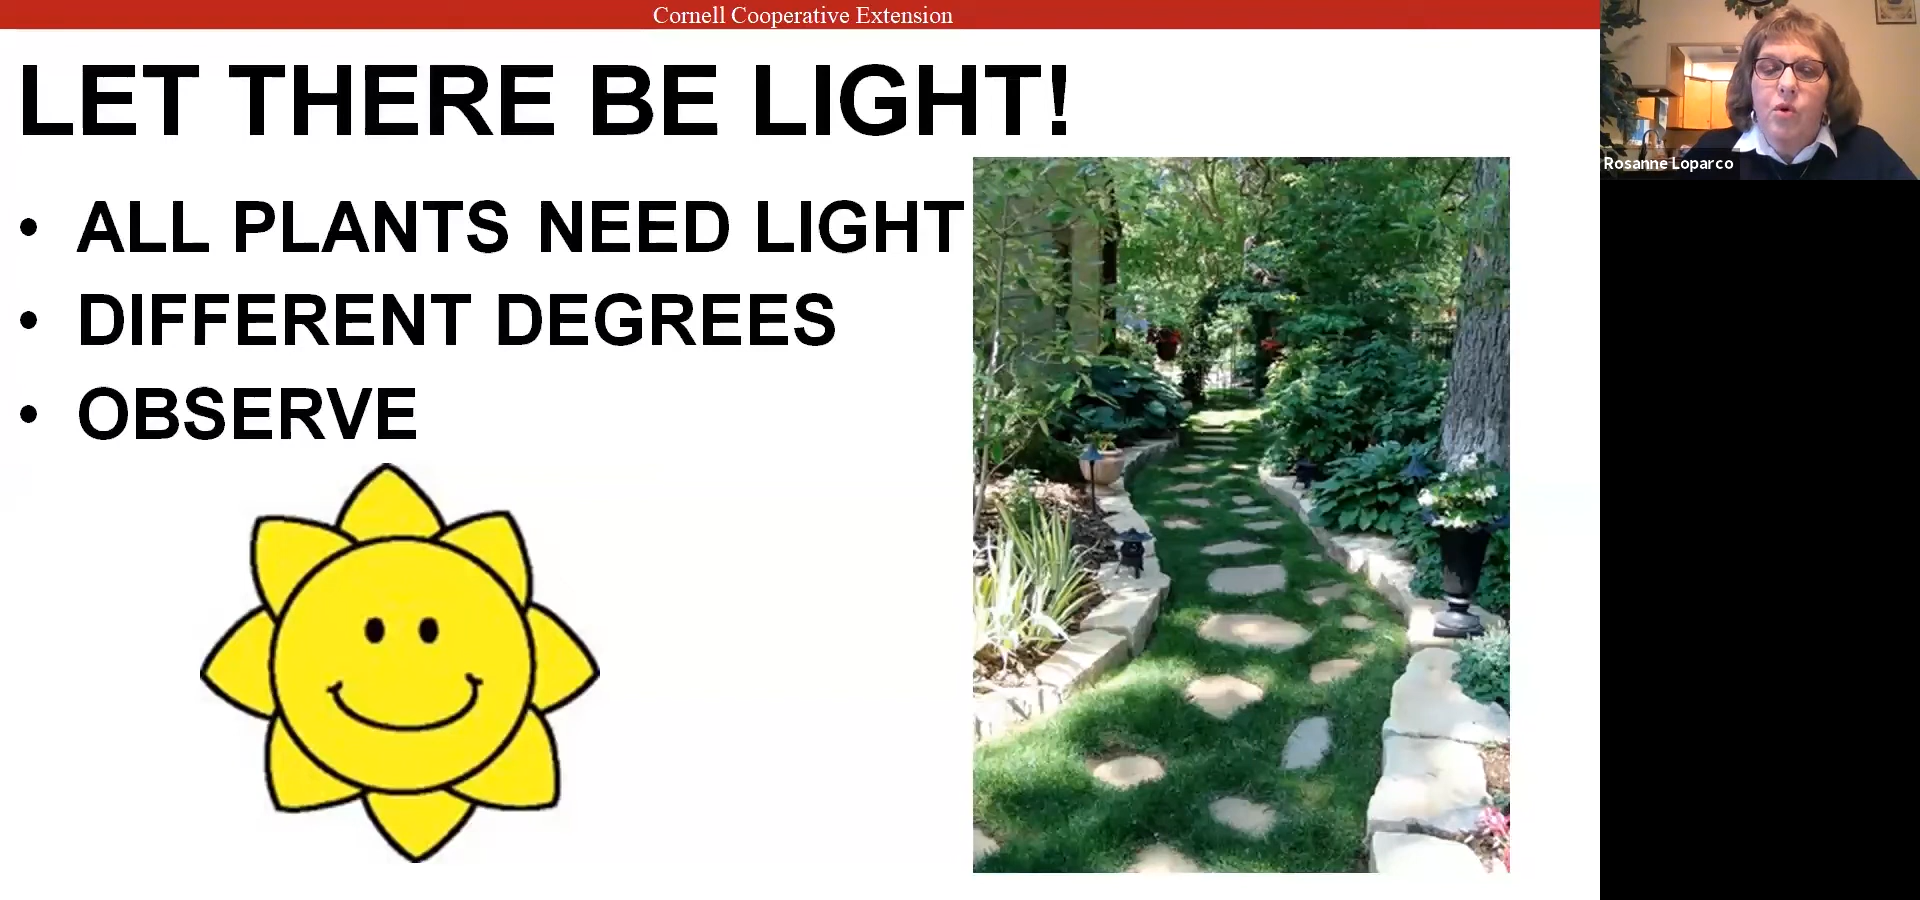 Cornell Cooperative Extension
LET THERE BE LIGHT!
• ALL PLANTS NEED LIGHT
• DIFFERENT DEGREES
• OBSERVE
Rosanne Loparco